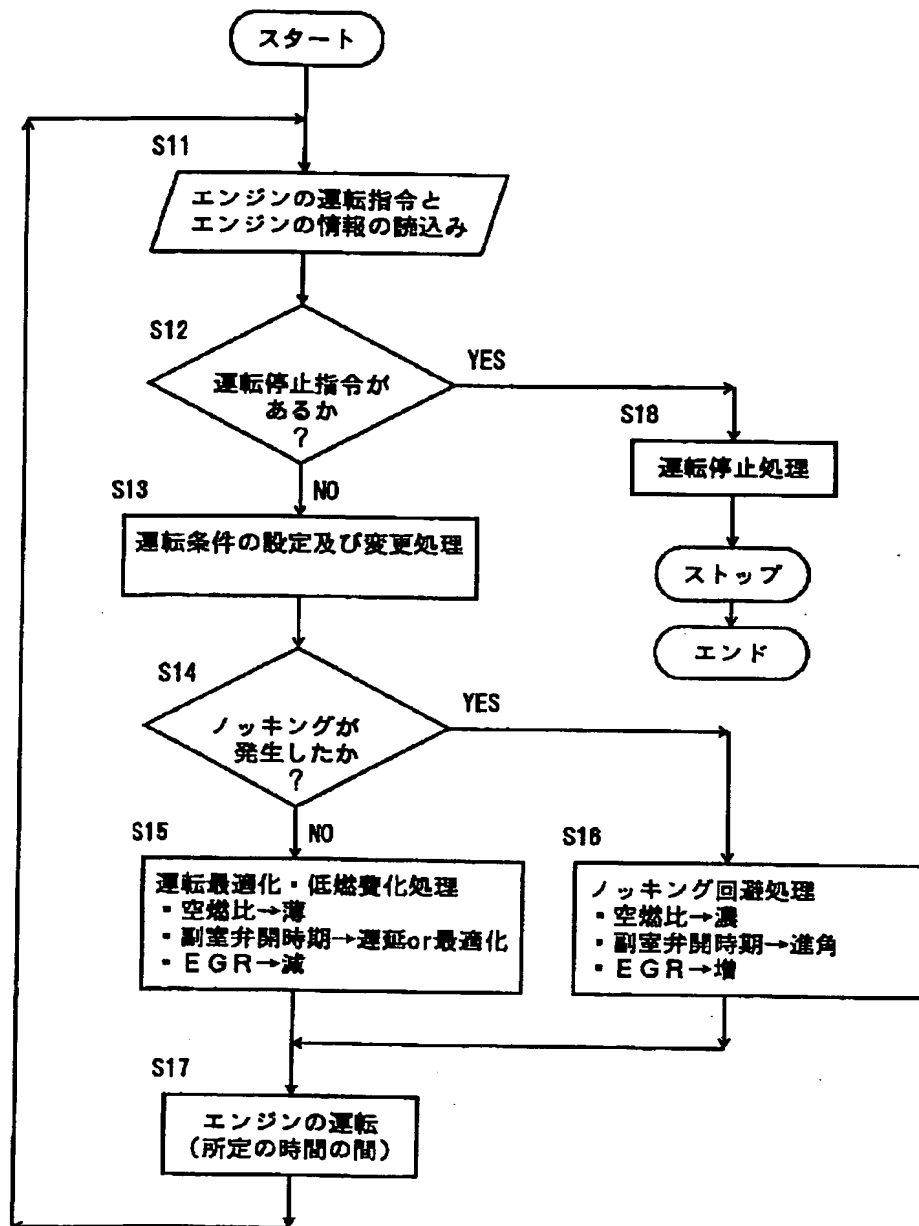 スタート
S11
エンジンの運転指令と
エンジンの情報の読込み
S12
運転停止指令が
あるか
?
YES
S18
運転停止処理
ストップ
エンド
NO
S13
運転条件の設定及び変更処理
S14
ノッキングが
発生したか
?
YES
NO
S15
運転最適化・低燃費化処理
・空燃比→薄
・副室弁開時期→遅延or最適化
・EGR→減
S16
ノッキング回避処理
・空燃比→濃
・副室弁開時期→進角
・EGR→増
S17
エンジンの運転
(所定の時間の間)